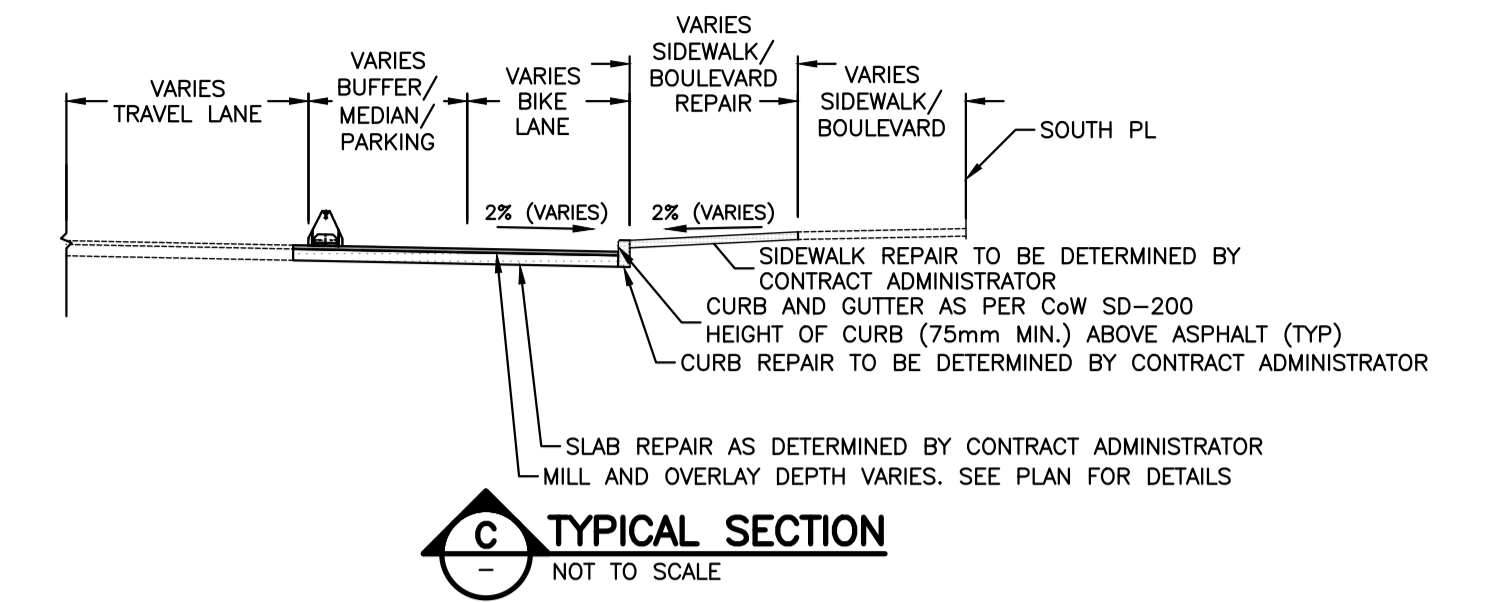 VARIES
TRAVEL LANE
VARIES
BUFFER/
MEDIAN/
PARKING
VARIES
BIKE
LANE
VARIES
SIDEWALK/
BOULEVARD
REPAIR
VARIES
SIDEWALK/
BOULEVARD
SOUTH PL
2% (VARIES)
2% (VARIES)
SIDEWALK REPAIR TO BE DETERMINED BY
CONTRACT ADMINISTRATOR
CURB AND GUTTER AS PER CoW SD-200
HEIGHT OF CURB (75mm MIN.) ABOVE ASPHALT (TYP)
CURB REPAIR TO BE DETERMINED BY CONTRACT ADMINISTRATOR
SLAB REPAIR AS DETERMINED BY CONTRACT ADMINISTRATOR
MILL AND OVERLAY DEPTH VARIES. SEE PLAN FOR DETAILS
C
-
TYPICAL SECTION
NOT TO SCALE